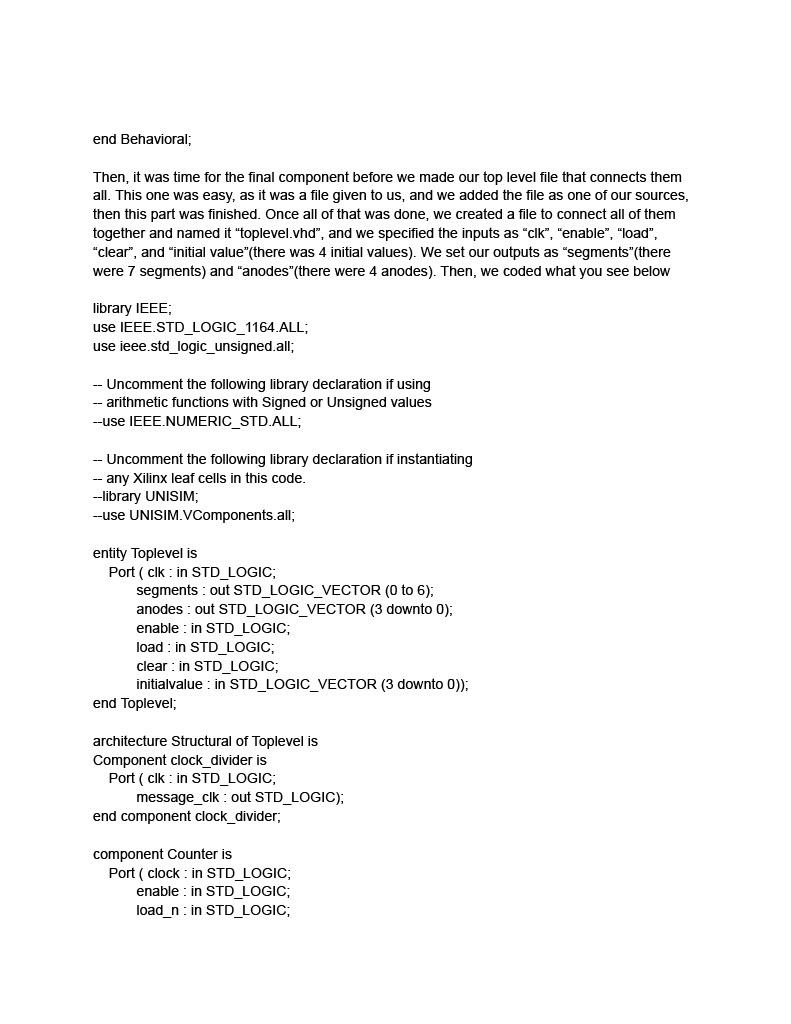 end Behavioral;
Then, it was time for the final component before we made our top level file that connects them
all. This one was easy, as it was a file given to us, and we added the file as one of our sources,
then this part was finished. Once all of that was done, we created a file to connect all of them
together and named it “toplevel.vhd”, and we specified the inputs as “clk”, “enable”, “load”,
“clear”, and “initial value”(there was 4 initial values). We set our outputs as “segments”(there
were 7 segments) and “anodes”(there were 4 anodes). Then, we coded what you see below
library IEEE;
use IEEE.STD_LOGIC_1164.ALL;
use ieee.std_logic_unsigned.all;
-- Uncomment the following library declaration if using
-- arithmetic functions with Signed or Unsigned values
--use IEEE.NUMERIC_STD.ALL;
-- Uncomment the following library declaration if instantiating
-- any Xilinx leaf cells in this code.
--library UNISIM;
--use UNISIM.VComponents.all;
entity Toplevel is
Port ( clk : in STD_LOGIC;
segments : out STD_LOGIC_VECTOR (0 to 6);
anodes : out STD_LOGIC_VECTOR (3 downto 0);
enable : in STD_LOGIC;
load : in STD_LOGIC;
clear : in STD_LOGIC;
initialvalue : in STD_LOGIC_VECTOR (3 downto 0));
end Toplevel;
architecture Structural of Toplevel is
Component clock_divider is
Port ( clk : in STD_LOGIC;
message_clk : out STD_LOGIC);
end component clock_divider;
component Counter is
Port ( clock : in STD_LOGIC;
enable : in STD_LOGIC;
load_n : in STD_LOGIC;